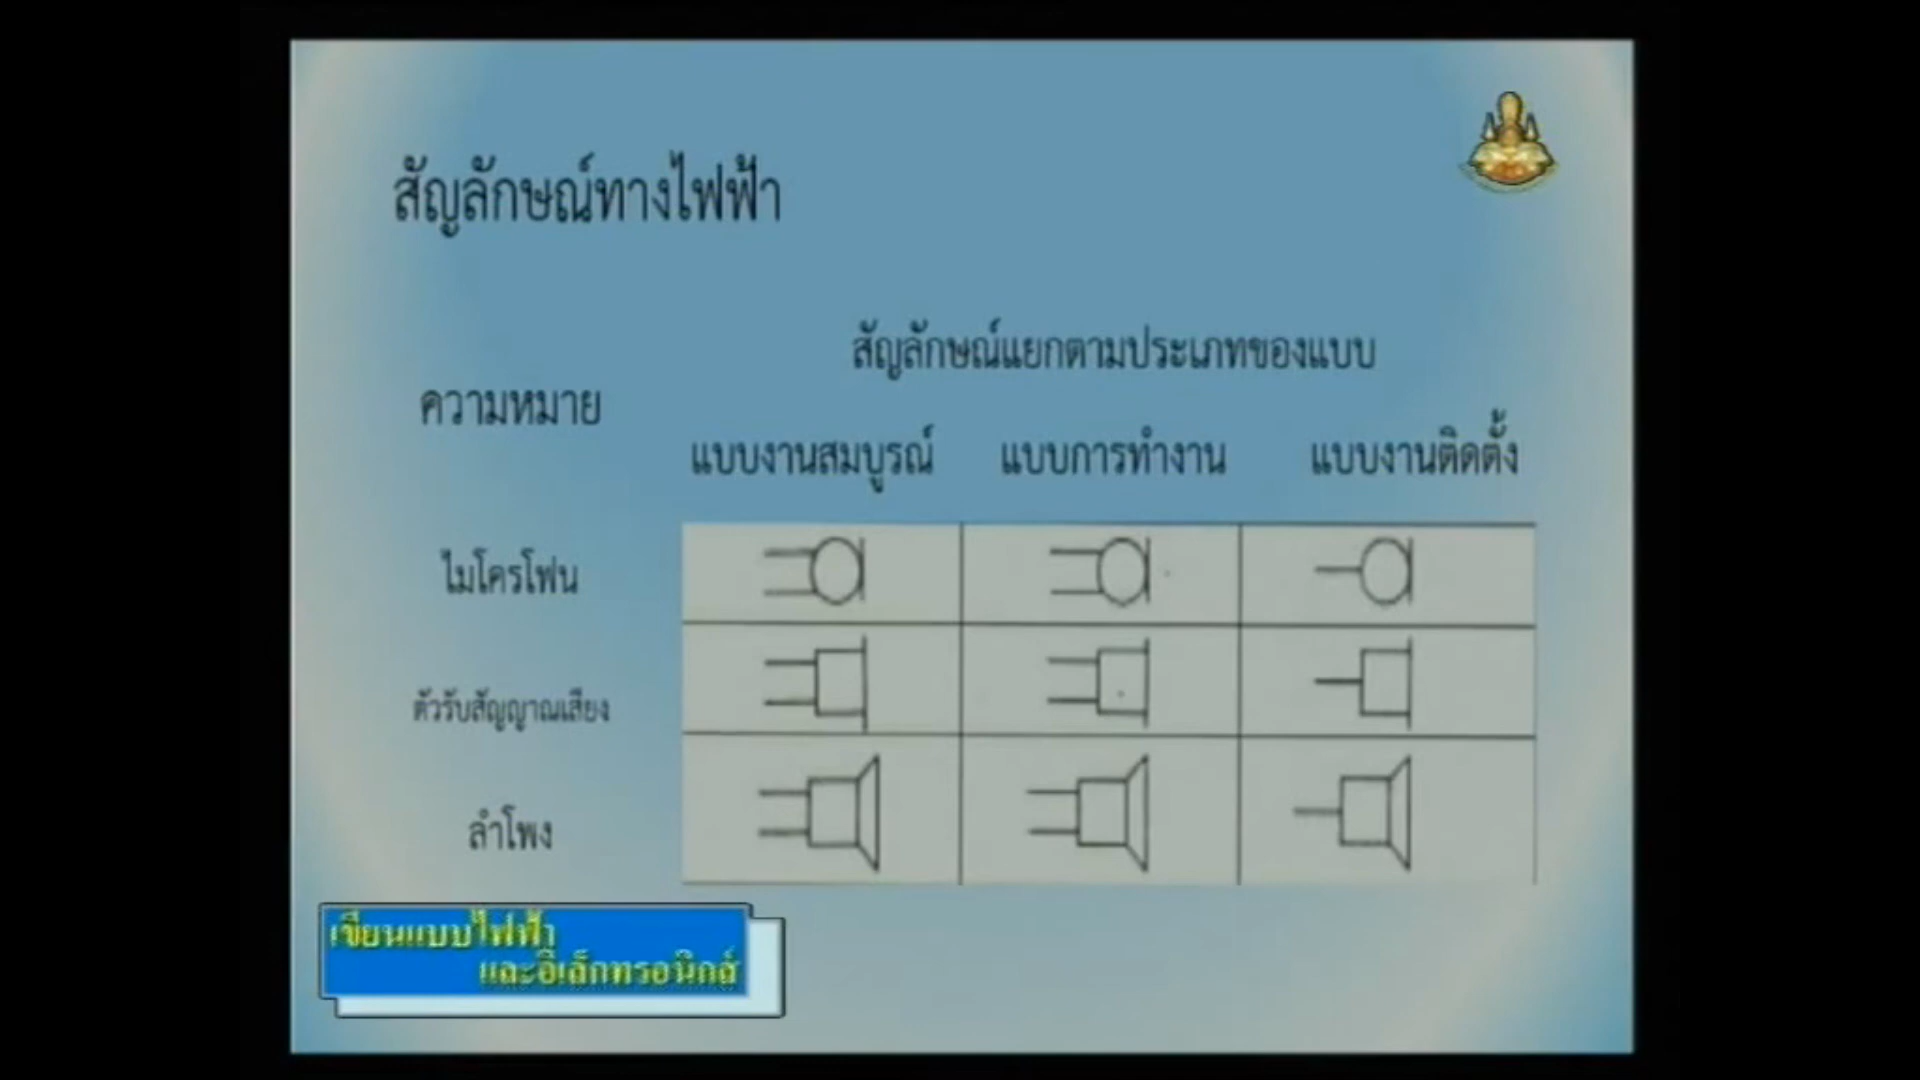 สัญลักษณ์ทางไฟฟ้า
สัญลักษณ์แยกตามประเภทของแบบ
ความหมาย
แบบงานสมบูรณ์ แบบการทำงาน แบบงานติดตั้ง
ไมโครโฟน
ตัวรับสัญญาณเสียง
ลำโพง
เขียนแบบไฟฟ้า
และอิเล็กทรอนิกส์